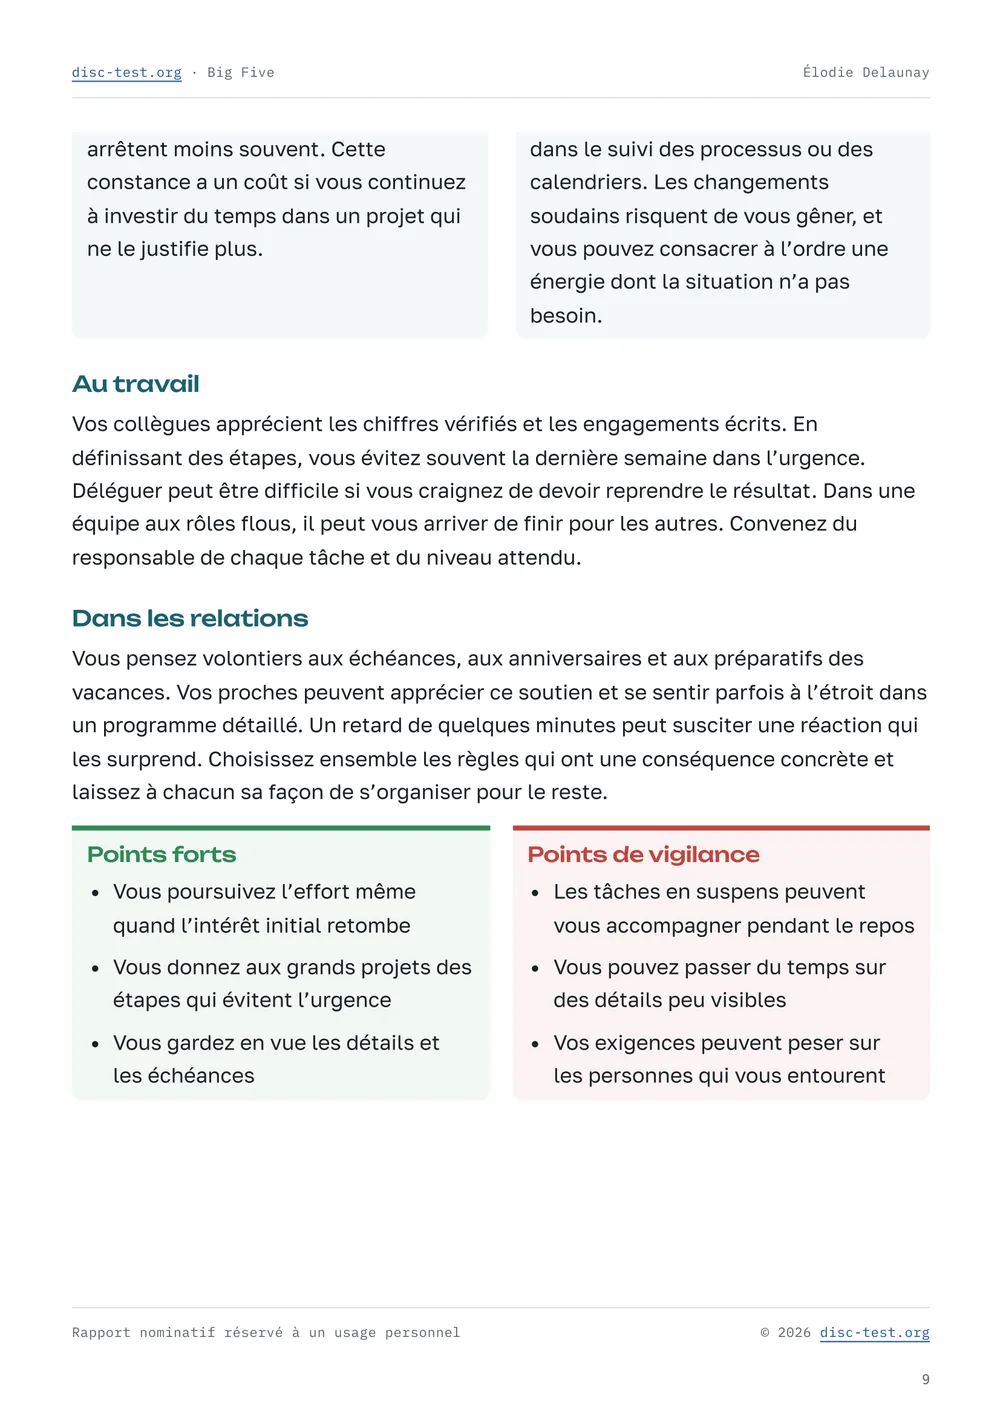 disc-test.org · Big Five
Élodie Delaunay
arrêtent moins souvent. Cette
constance a un coût si vous continuez
à investir du temps dans un projet qui
ne le justifie plus.
dans le suivi des processus ou des
calendriers. Les changements
soudains risquent de vous gêner, et
vous pouvez consacrer à l’ordre une
énergie dont la situation n’a pas
besoin.
Au travail
Vos collègues apprécient les chiffres vérifiés et les engagements écrits. En
définissant des étapes, vous évitez souvent la dernière semaine dans l’urgence.
Déléguer peut être difficile si vous craignez de devoir reprendre le résultat. Dans une
équipe aux rôles flous, il peut vous arriver de finir pour les autres. Convenez du
responsable de chaque tâche et du niveau attendu.
Dans les relations
Vous pensez volontiers aux échéances, aux anniversaires et aux préparatifs des
vacances. Vos proches peuvent apprécier ce soutien et se sentir parfois à l’étroit dans
un programme détaillé. Un retard de quelques minutes peut susciter une réaction qui
les surprend. Choisissez ensemble les règles qui ont une conséquence concrète et
laissez à chacun sa façon de s’organiser pour le reste.
Points forts
• Vous poursuivez l’effort même
quand l’intérêt initial retombe
• Vous donnez aux grands projets des
étapes qui évitent l’urgence
• Vous gardez en vue les détails et
les échéances
Points de vigilance
• Les tâches en suspens peuvent
vous accompagner pendant le repos
• Vous pouvez passer du temps sur
des détails peu visibles
• Vos exigences peuvent peser sur
les personnes qui vous entourent
Rapport nominatif réservé à un usage personnel
© 2026 disc-test.org
9